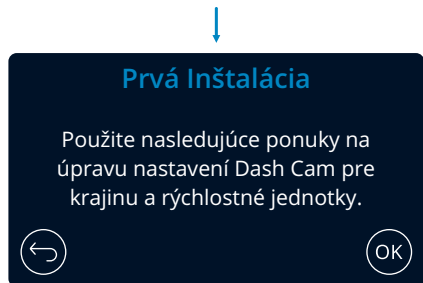 Prvá Inštalácia
Použite nasledujúce ponuky na
úpravu nastavení Dash Cam pre
krajinu a rýchlostné jednotky.
OK